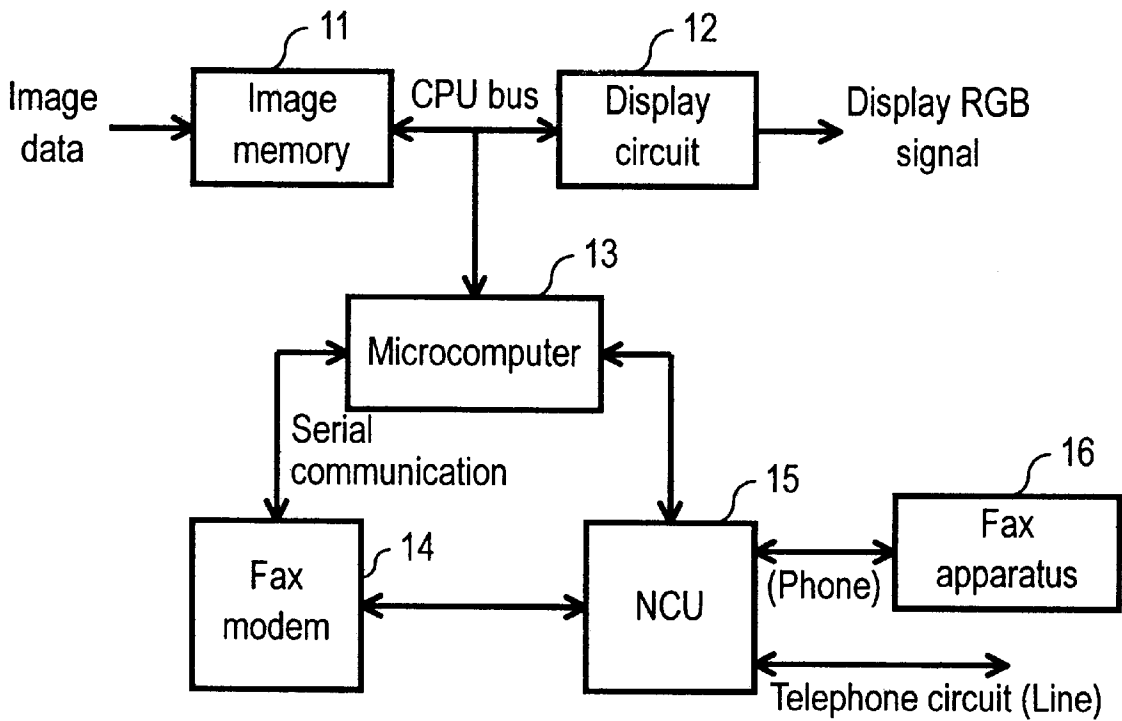 11
12
Image
data
Image
memory
CPU bus
Display
circuit
Display RGB
signal
13
Microcomputer
Serial
communication
14
Fax
modem
15
NCU
16
Fax
apparatus
(Phone)
Telephone circuit (Line)